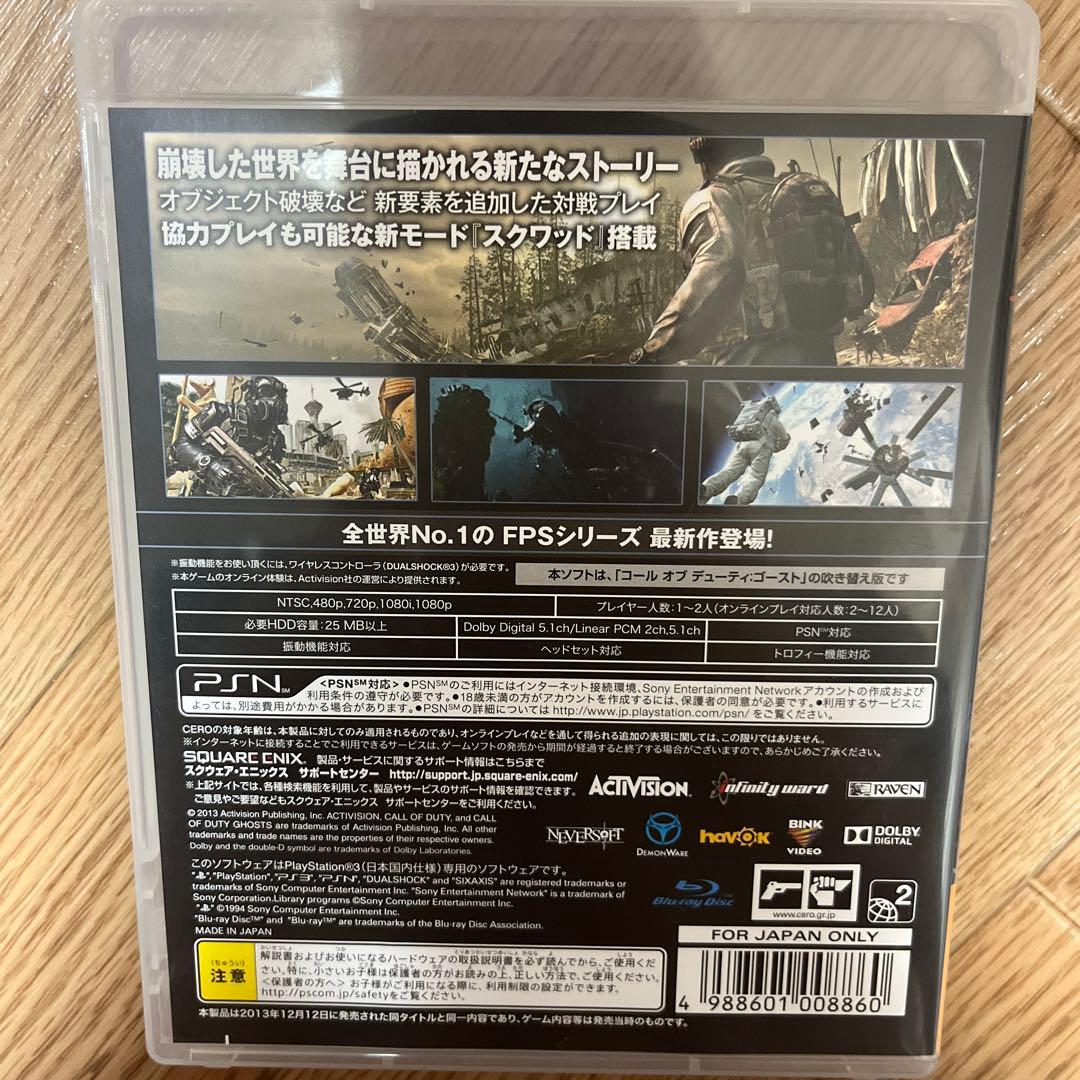 崩壊した世界を舞台に描かれる新たなストーリー
オブジェクト破壊など 新要素を追加した対戦プレイ
協力プレイも可能な新モード『スクワッド』搭載
全世界No.1の FPSシリーズ 最新作登場!
※振動機能をお使い頂くには、ワイヤレスコントローラ(DUALSHOCK®3)が必要です。
※本ゲームのオンライン体験は、Activision社の運営により提供されます。
本ソフトは、「コール オブ デューティ:ゴースト」の吹き替え版です
NTSC,480p,720p,1080i,1080p
プレイヤー人数:1～2人(オンラインプレイ対応人数:2～12人)
必要HDD容量:25 MB以上
Dolby Digital 5.1ch/Linear PCM 2ch,5.1ch
PSN℠対応
振動機能対応
ヘッドセット対応
トロフィー機能対応
PSN℠
<PSN℠対応> ●PSN℠のご利用にはインターネット接続環境、Sony Entertainment Networkアカウントの作成および
利用条件の遵守が必要です。●18歳未満の方がアカウントを作成するには、保護者の同意が必要です。●利用するサービスに
よっては、別途費用がかかる場合があります。●PSN℠の詳細については http://www.jp.playstation.com/psn/ をご覧ください。
CEROの対象年齢は、本製品に対してのみ適用されるものであり、オンラインプレイなどを通して得られる追加の表現に関しては、この限りではありません。
※インターネットに接続することでご利用できるサービスは、ゲームソフトの発売から期間が経過すると終了する場合がございますので、あらかじめご了承ください。
SQUARE ENIX. 製品・サービスに関するサポート情報はこちらまで
スクウェア・エニックス サポートセンター http://support.jp.square-enix.com/
※上記サイトでは、各種検索機能を利用して、製品やサービスのサポート情報を確認できます。
ご意見やご要望などもスクウェア・エニックス サポートセンターをご利用ください。
ACTIVISION.
infinity ward
RAVEN
© 2013 Activision Publishing, Inc. ACTIVISION, CALL OF DUTY, and CALL
OF DUTY GHOSTS are trademarks of Activision Publishing, Inc. All other
trademarks and trade names are the properties of their respective owners.
Dolby and the double-D symbol are trademarks of Dolby Laboratories.
NEVERSOFT
DEMONWARE
havok
BINK
VIDEO
DOLBY
DIGITAL
このソフトウェアはPlayStation®3(日本国内仕様)専用のソフトウェアです。
"PlayStation", "PS3", "PSN", "DUALSHOCK" and "SIXAXIS" are registered trademarks or
trademarks of Sony Computer Entertainment Inc. "Sony Entertainment Network" is a trademark of
Sony Corporation.Library programs ©Sony Computer Entertainment Inc.
©1994 Sony Computer Entertainment Inc.
"Blu-ray Disc™" and "Blu-ray™" are trademarks of the Blu-ray Disc Association.
MADE IN JAPAN
Blu-ray Disc™
www.cero.gr.jp
2
FOR JAPAN ONLY
(ちゅうい)
注意
解説書およびお使いになるハードウェアの取扱説明書を必ず読んでから、ご使用くだ
さい。特に、小さいお子様は保護者の方がお読みの上、正しい方法で、ご使用ください。
<保護者の方へ> お子様がご利用になる際に、利用制限の設定ができます。
http://pscom.jp/safetyをご覧ください。
4 988601 008860
本製品は2013年12月12日に発売された同タイトルと同一内容であり、ゲーム内容等は発売当時のものです。